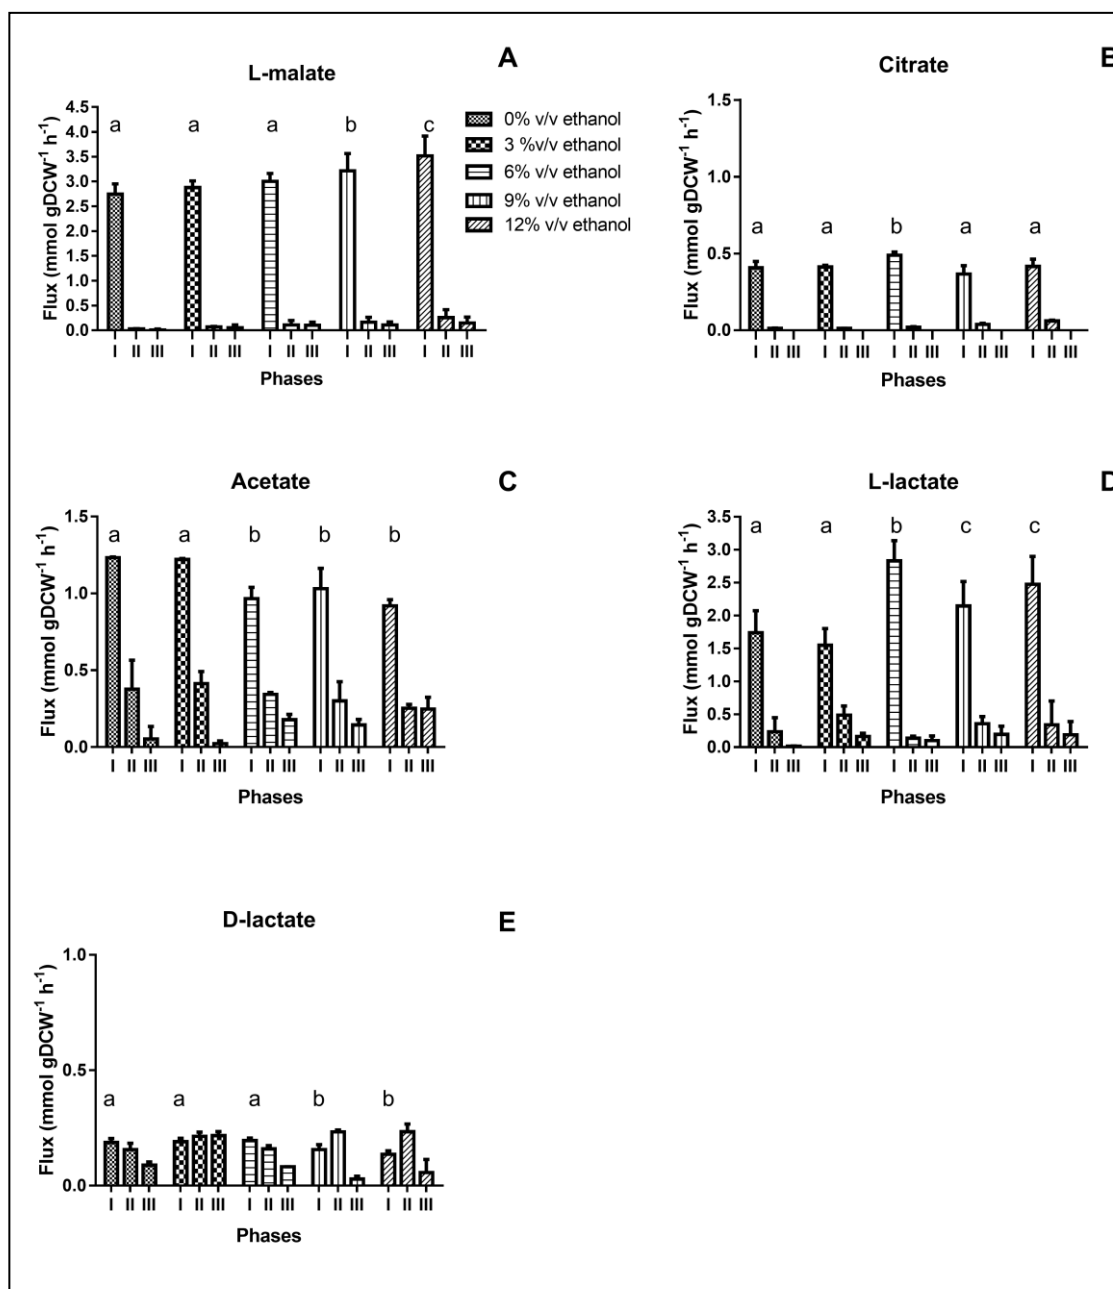 A
L-malate
Flux (mmol gDCW⁻¹ h⁻¹)
4.5
4.0
3.5
3.0
2.5
2.0
1.5
1.0
0.5
0.0
a a a b c
I II III I II III I II III I II III I II III
Phases
0% v/v ethanol
3 %v/v ethanol
6% v/v ethanol
9% v/v ethanol
12% v/v ethanol
B
Citrate
Flux (mmol gDCW⁻¹ h⁻¹)
1.5
1.0
0.5
0.0
a a b a a
I II III I II III I II III I II III I II III
Phases
Acetate
C
Flux (mmol gDCW⁻¹ h⁻¹)
1.5
1.0
0.5
0.0
a a b b b
I II III I II III I II III I II III I II III
Phases
L-lactate
D
Flux (mmol gDCW⁻¹ h⁻¹)
3.5
3.0
2.5
2.0
1.5
1.0
0.5
0.0
a a b c c
I II III I II III I II III I II III I II III
Phases
D-lactate
E
Flux (mmol gDCW⁻¹ h⁻¹)
1.0
0.5
0.0
a a a b b
I II III I II III I II III I II III I II III
Phases